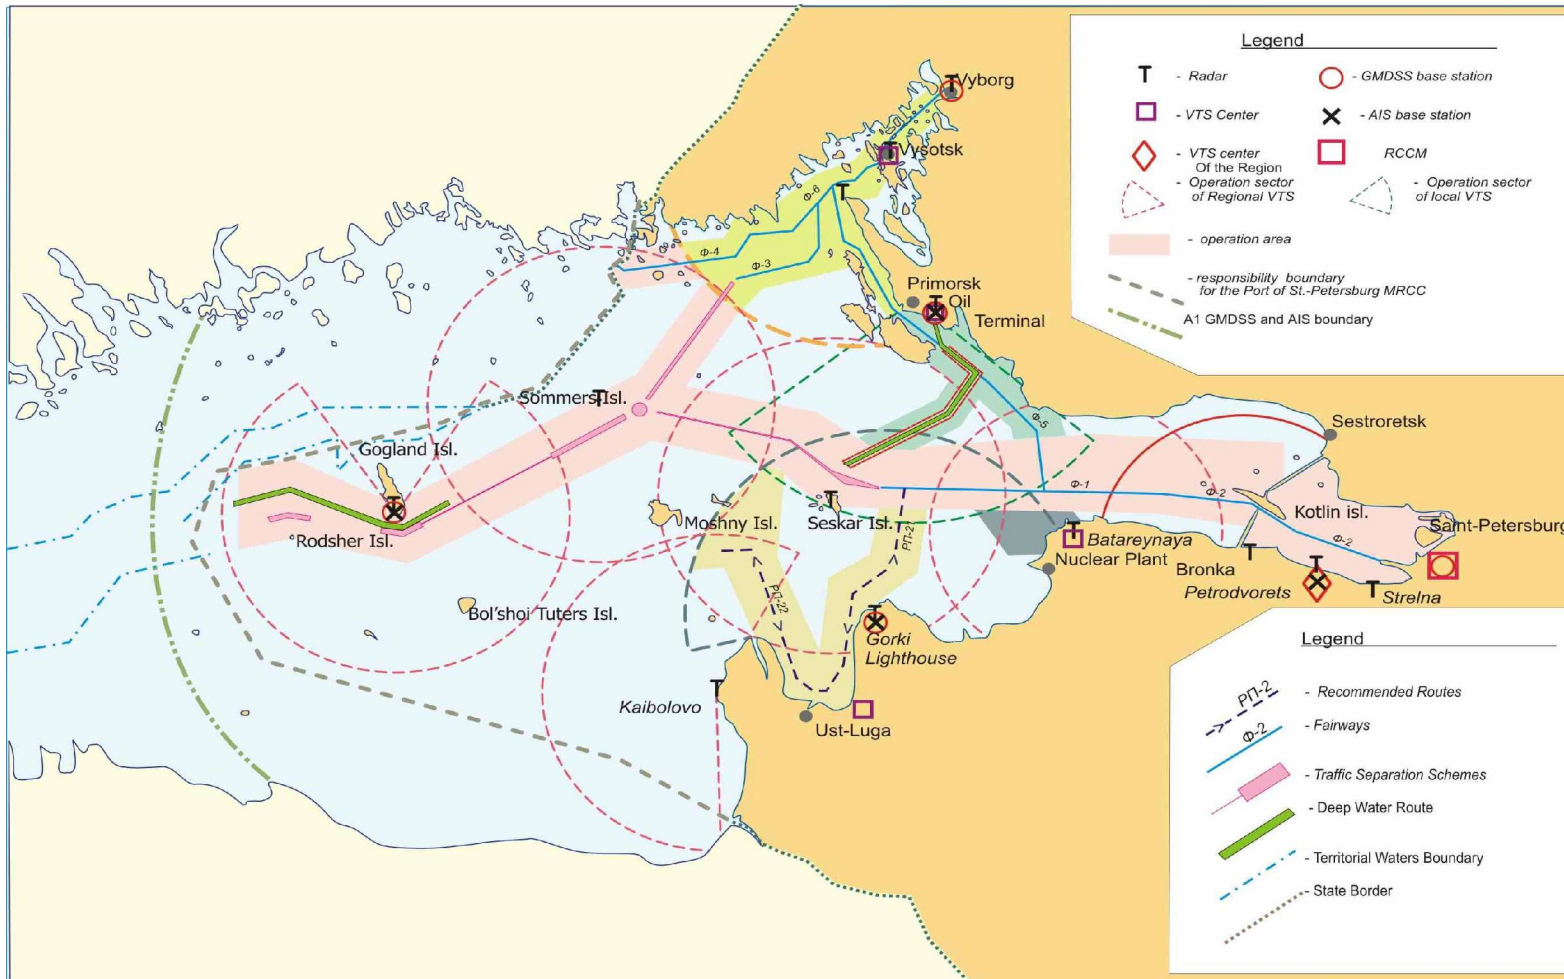 Legend
- Radar
- GMDSS base station
- VTS Center
- AIS base station
- VTS center
Of the Region
RCCM
- Operation sector
of Regional VTS
- Operation sector
of local VTS
- operation area
- responsibility boundary
for the Port of St.-Petersburg MRCC
A1 GMDSS and AIS boundary
Vyborg
Vysotsk
Ф-6
Ф-4
Ф-3
Primorsk
Oil
Terminal
Sommers Isl.
Ф-5
Sestroretsk
Gogland Isl.
Ф-1
Ф-2
Rodsher Isl.
Moshny Isl.
Seskar Isl.
РП-2
Kotlin isl.
Saint-Petersburg
Batareynaya
Nuclear Plant
Ф-2
Bronka
Petrodvorets
Strelna
РП-22
Bol'shoi Tuters Isl.
Gorki
Lighthouse
Kaibolovo
Ust-Luga
Legend
РП-2
- Recommended Routes
Ф-2
- Fairways
- Traffic Separation Schemes
- Deep Water Route
- Territorial Waters Boundary
- State Border